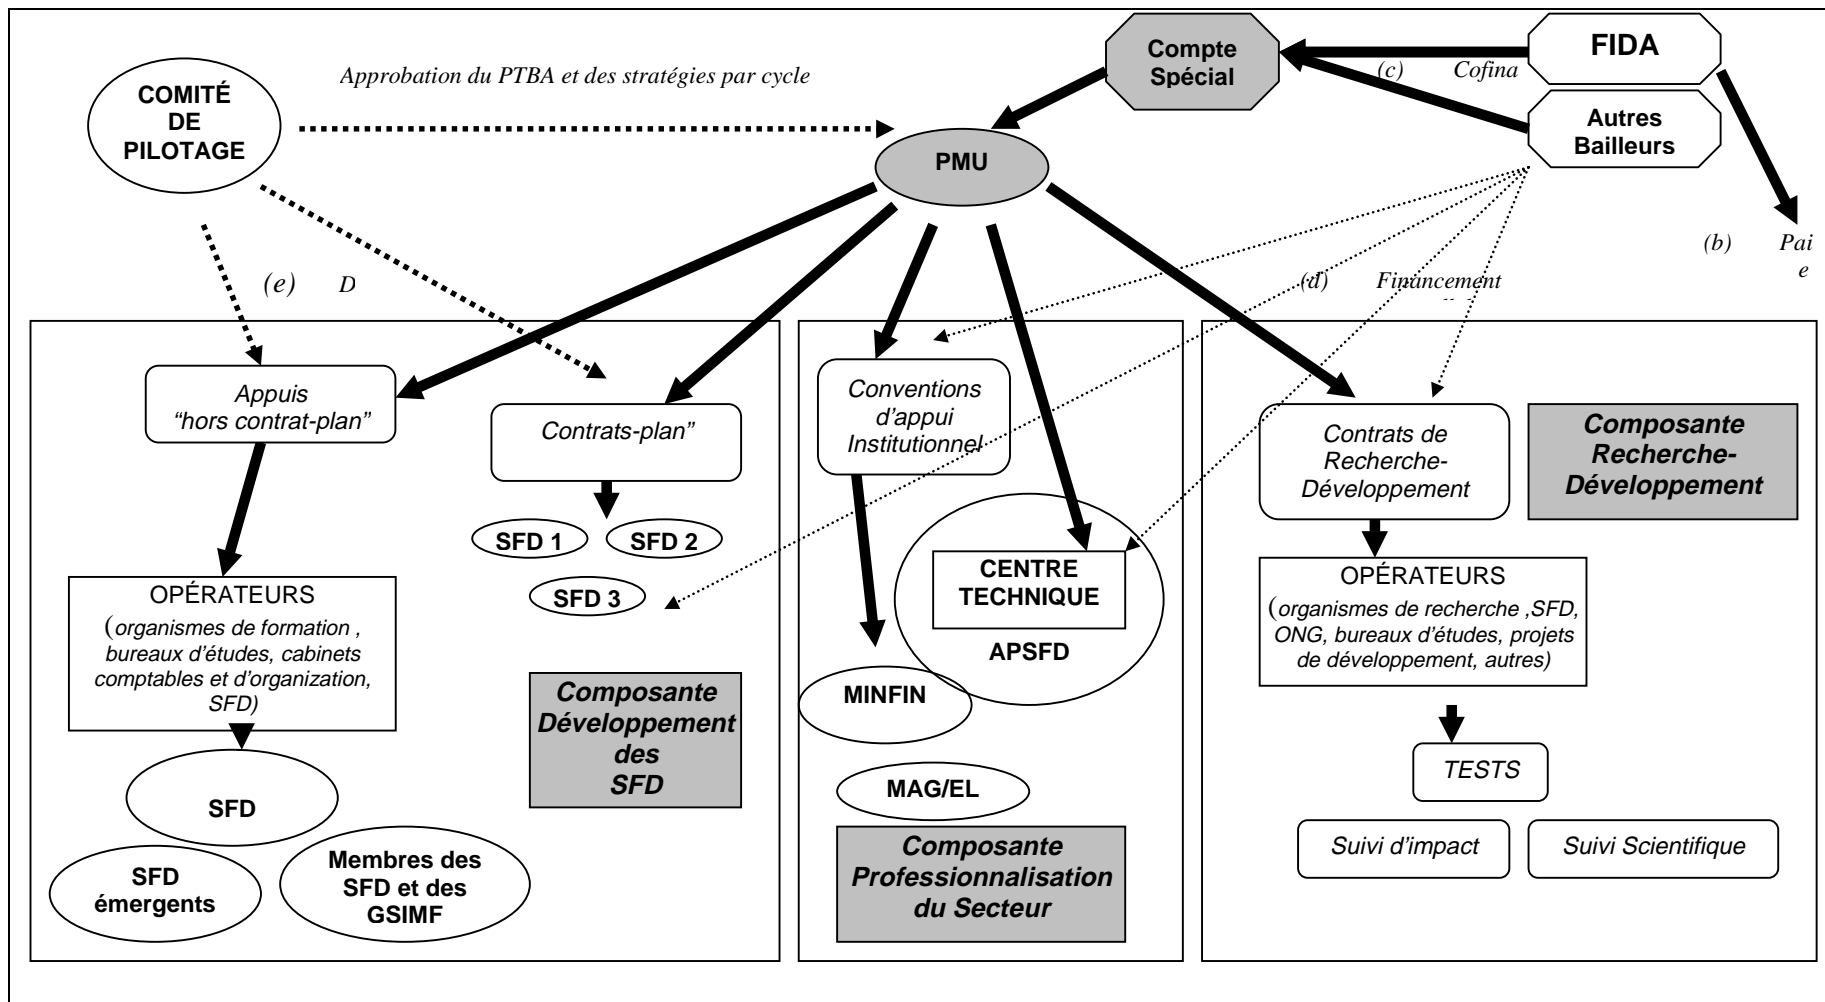 Compte
Spécial
FIDA
(c) Cofina
Approbation du PTBA et des stratégies par cycle
COMITÉ
DE
PILOTAGE
Autres
Bailleurs
PMU
(b) Pai
e
(e) D
(d) Financement
Appuis
“hors contrat-plan”
Contrats-plan”
Conventions
d’appui
Institutionnel
Contrats de
Recherche-
Développement
Composante
Recherche-
Développement
SFD 1
SFD 2
SFD 3
CENTRE
TECHNIQUE
APSFD
OPÉRATEURS
(organismes de formation ,
bureaux d’études, cabinets
comptables et d’organization,
SFD)
OPÉRATEURS
(organismes de recherche ,SFD,
ONG, bureaux d’études, projets
de développement, autres)
Composante
Développement
des
SFD
MINFIN
MAG/EL
TESTS
SFD
Suivi d’impact
Suivi Scientifique
SFD
émergents
Membres des
SFD et des
GSIMF
Composante
Professionnalisation
du Secteur